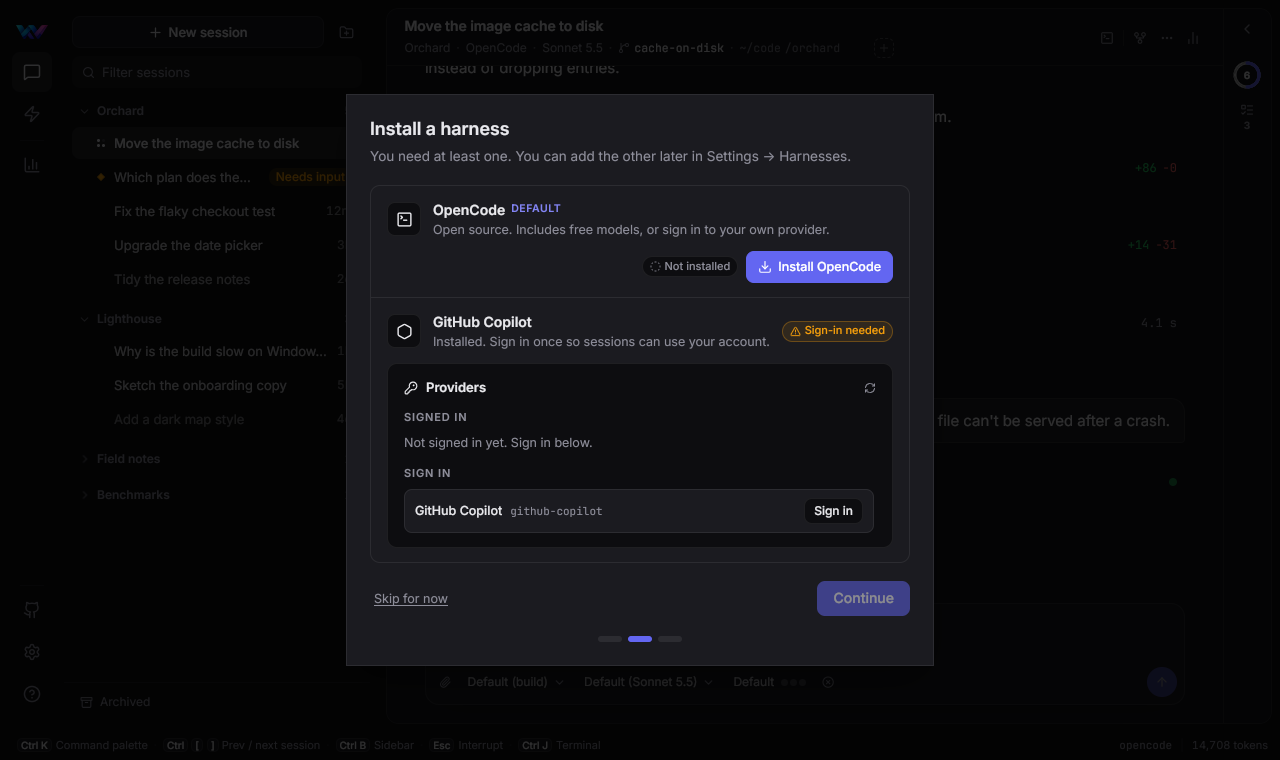 New session
Filter sessions
Orchard
Move the image cache to disk
Which plan does the... Needs input
Fix the flaky checkout test
Upgrade the date picker
Tidy the release notes
Lighthouse
Why is the build slow on Window...
Sketch the onboarding copy
Add a dark map style
Field notes
Benchmarks
Archived
Move the image cache to disk
Orchard · OpenCode · Sonnet 5.5 · cache-on-disk · ~/code/orchard
instead of dropping entries.
m.
+86 -0
+14 -31
4.1 s
file can't be served after a crash.
6
3
Install a harness
You need at least one. You can add the other later in Settings → Harnesses.
OpenCode DEFAULT
Open source. Includes free models, or sign in to your own provider.
Not installed
Install OpenCode
GitHub Copilot
Installed. Sign in once so sessions can use your account.
Sign-in needed
Providers
SIGNED IN
Not signed in yet. Sign in below.
SIGN IN
GitHub Copilot github-copilot
Sign in
Skip for now
Continue
Default (build) Default (Sonnet 5.5) Default
Ctrl K Command palette Ctrl [ ] Prev / next session Ctrl B Sidebar Esc Interrupt Ctrl J Terminal
opencode 14,708 tokens